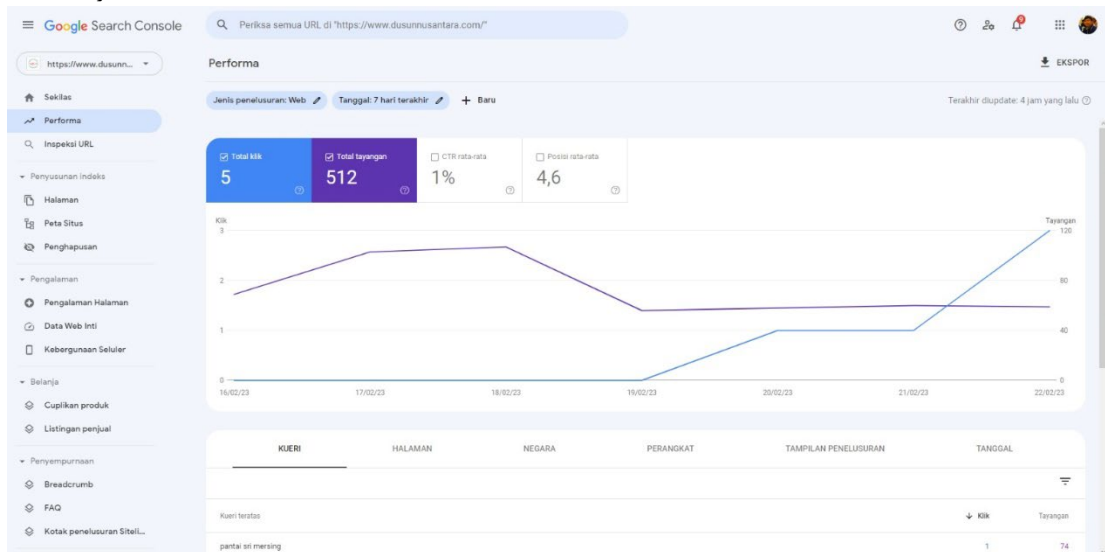 Google Search Console
Periksa semua URL di "https://www.dusunnusantara.com/"
https://www.dusunn...
Performa
EKSPOR
Jenis penelusuran: Web
Tanggal: 7 hari terakhir
+ Baru
Terakhir diupdate: 4 jam yang lalu
Sekilas
Performa
Inspeksi URL
Penyusunan indeks
Halaman
Peta Situs
Penghapusan
Pengalaman
Pengalaman Halaman
Data Web Inti
Kebergunaan Seluler
Belanja
Cuplikan produk
Listingan penjual
Penyempurnaan
Breadcrumb
FAQ
Kotak penelusuran Siteli...
Total klik
5
Total tayangan
512
CTR rata-rata
1%
Posisi rata-rata
4,6
Klik
Tayangan
3
120
2
80
1
40
0
0
16/02/23 17/02/23 18/02/23 19/02/23 20/02/23 21/02/23 22/02/23
KUERI HALAMAN NEGARA PERANGKAT TAMPILAN PENELUSURAN TANGGAL
Kueri teratas Klik Tayangan
pantai sri mersing 1 74